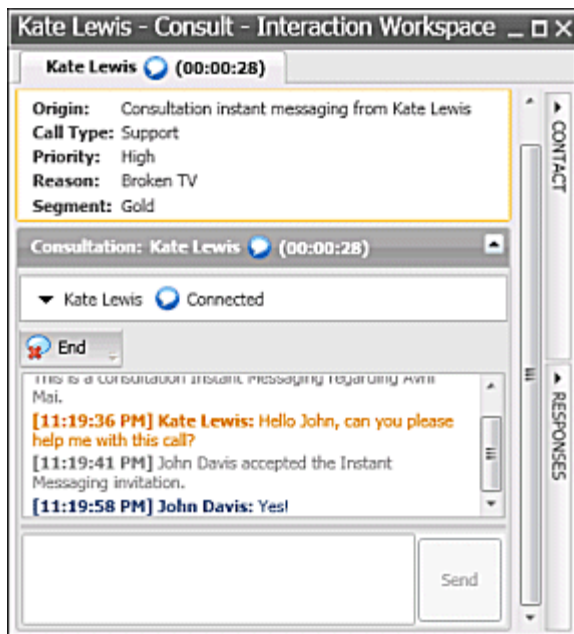 Kate Lewis - Consult - Interaction Workspace
Kate Lewis (00:00:28)
Origin: Consultation instant messaging from Kate Lewis
Call Type: Support
Priority: High
Reason: Broken TV
Segment: Gold
Consultation: Kate Lewis (00:00:28)
Kate Lewis Connected
End
This is a consultation Instant Messaging regarding Avril
Mai.
[11:19:36 PM] Kate Lewis: Hello John, can you please
help me with this call?
[11:19:41 PM] John Davis accepted the Instant
Messaging invitation.
[11:19:58 PM] John Davis: Yes!
Send
CONTACT
RESPONSES